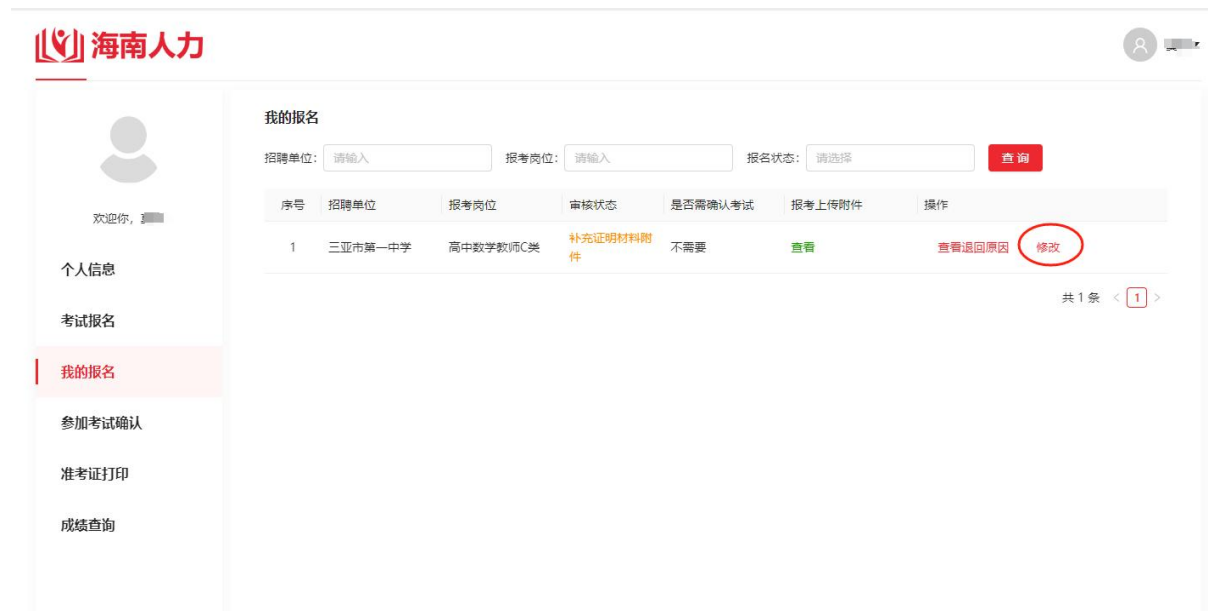 海南人力
我的报名
招聘单位： 请输入 报考岗位： 请输入 报名状态： 请选择 查询
序号 招聘单位 报考岗位 审核状态 是否需确认考试 报考上传附件 操作
1 三亚市第一中学 高中数学教师C类 补充证明材料附 不需要 查看 查看退回原因 修改
件
共 1 条 < 1 >
欢迎你，
个人信息
考试报名
我的报名
参加考试确认
准考证打印
成绩查询